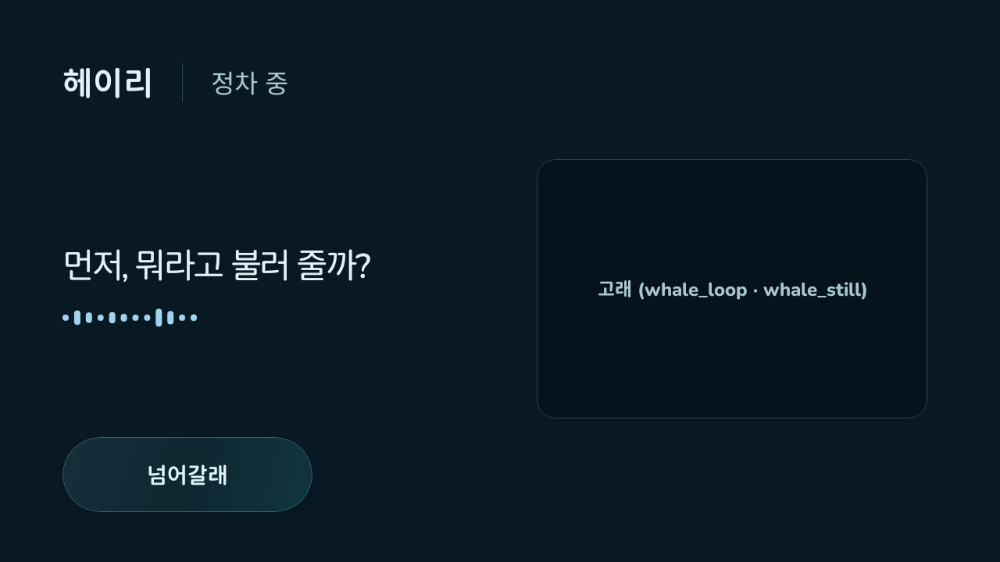 헤이리
정차 중
먼저, 뭐라고 불러 줄까?
고래 (whale_loop · whale_still)
넘어갈래